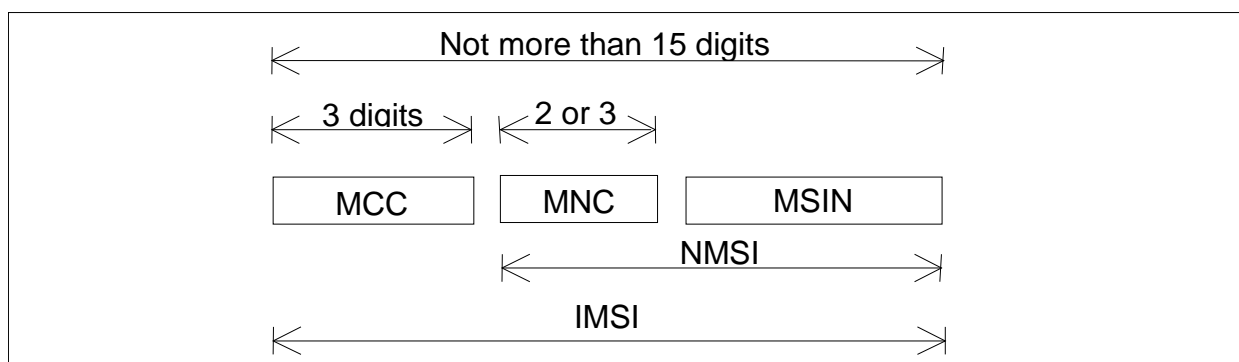 Not more than 15 digits
3 digits
2 or 3
MCC
MNC
MSIN
NMSI
IMSI